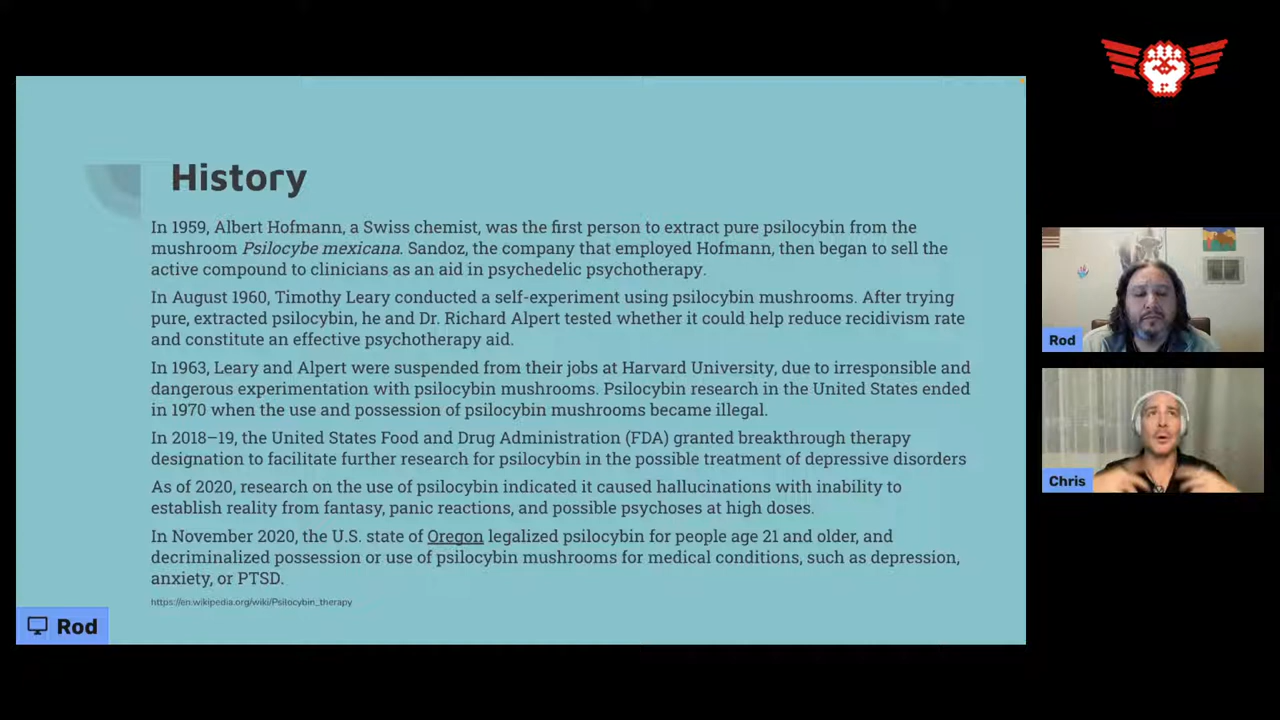 History
In 1959, Albert Hofmann, a Swiss chemist, was the first person to extract pure psilocybin from the
mushroom Psilocybe mexicana. Sandoz, the company that employed Hofmann, then began to sell the
active compound to clinicians as an aid in psychedelic psychotherapy.
In August 1960, Timothy Leary conducted a self-experiment using psilocybin mushrooms. After trying
pure, extracted psilocybin, he and Dr. Richard Alpert tested whether it could help reduce recidivism rate
and constitute an effective psychotherapy aid.
In 1963, Leary and Alpert were suspended from their jobs at Harvard University, due to irresponsible and
dangerous experimentation with psilocybin mushrooms. Psilocybin research in the United States ended
in 1970 when the use and possession of psilocybin mushrooms became illegal.
In 2018–19, the United States Food and Drug Administration (FDA) granted breakthrough therapy
designation to facilitate further research for psilocybin in the possible treatment of depressive disorders
As of 2020, research on the use of psilocybin indicated it caused hallucinations with inability to
establish reality from fantasy, panic reactions, and possible psychoses at high doses.
In November 2020, the U.S. state of Oregon legalized psilocybin for people age 21 and older, and
decriminalized possession or use of psilocybin mushrooms for medical conditions, such as depression,
anxiety, or PTSD.
https://en.wikipedia.org/wiki/Psilocybin_therapy
Rod
Rod
Chris